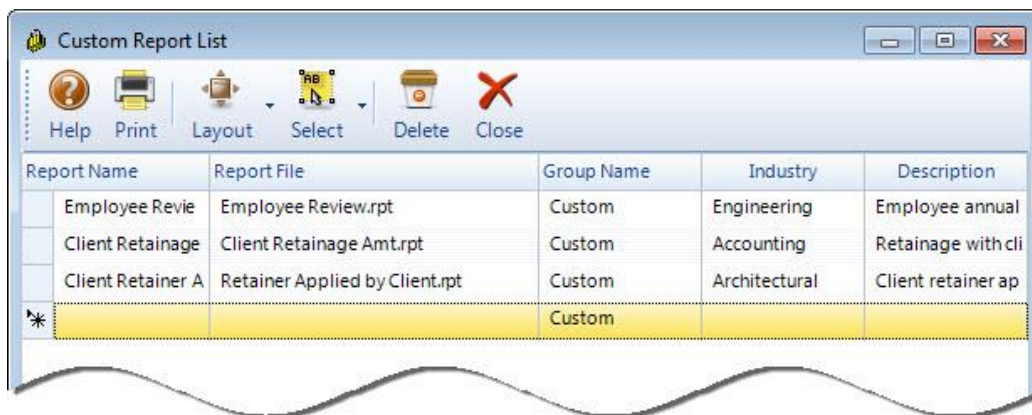 Custom Report List
Help Print Layout Select Delete Close
Report Name Report File Group Name Industry Description
Employee Revie Employee Review.rpt Custom Engineering Employee annual
Client Retainage Client Retainage Amt.rpt Custom Accounting Retainage with cli
Client Retainer A Retainer Applied by Client.rpt Custom Architectural Client retainer ap
Custom